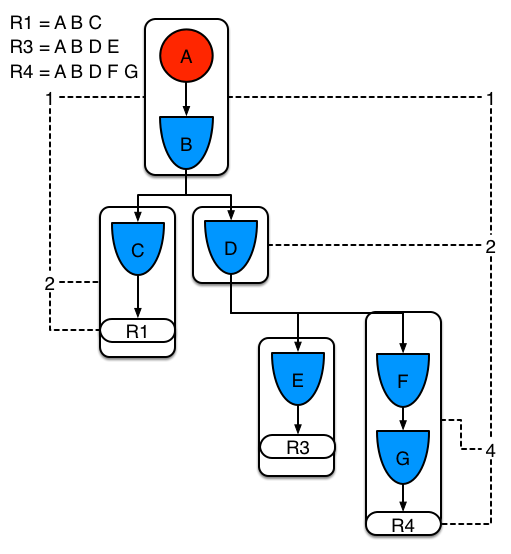 R1 = A B C
R3 = A B D E
R4 = A B D F G
A
1
1
B
C
D
2
2
R1
E
F
R3
G
4
R4